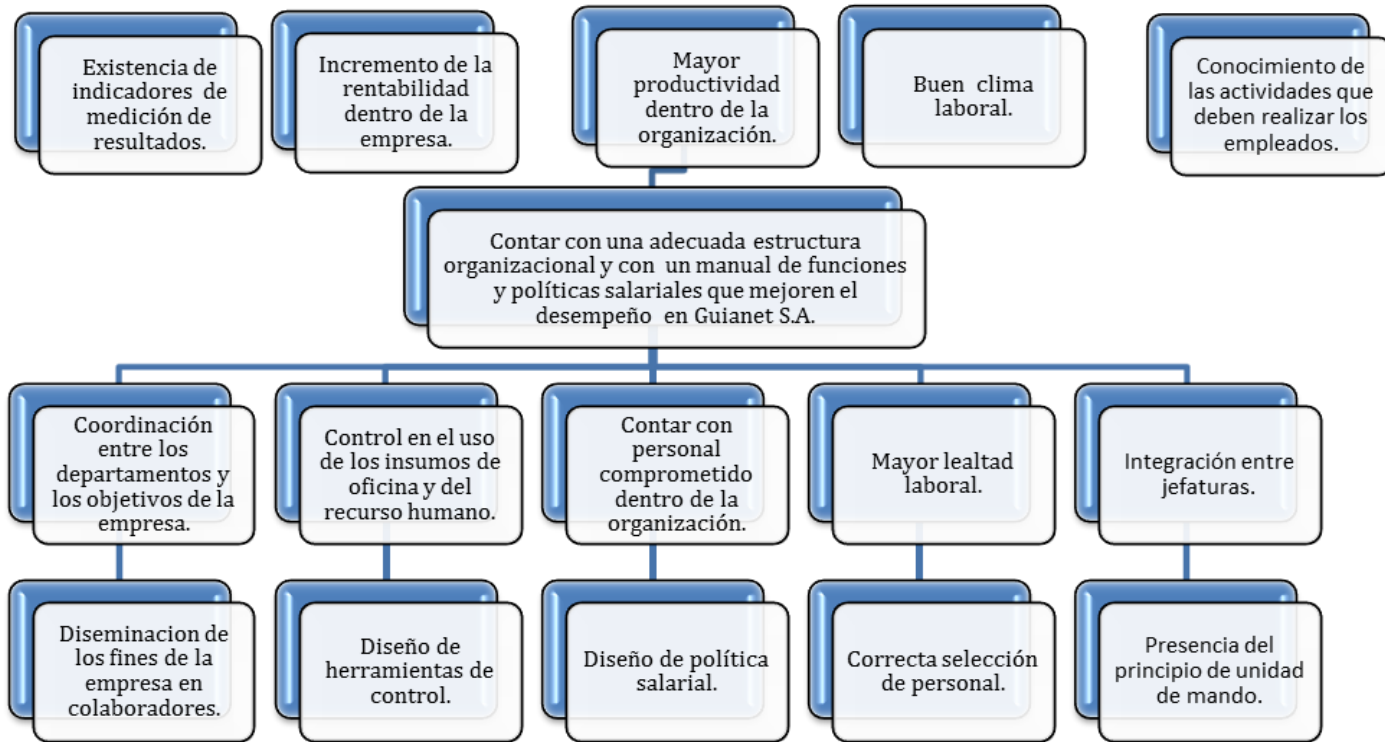 Existencia de
indicadores de
medición de
resultados.
Incremento de la
rentabilidad
dentro de la
empresa.
Mayor
productividad
dentro de la
organización.
Buen clima
laboral.
Conocimiento de
las actividades que
deben realizar los
empleados.
Contar con una adecuada estructura
organizacional y con un manual de funciones
y políticas salariales que mejoren el
desempeño en Guianet S.A.
Coordinación
entre los
departamentos y
los objetivos de la
empresa.
Control en el uso
de los insumos de
oficina y del
recurso humano.
Contar con
personal
comprometido
dentro de la
organización.
Mayor lealtad
laboral.
Integración entre
jefaturas.
Diseminacion de
los fines de la
empresa en
colaboradores.
Diseño de
herramientas de
control.
Diseño de política
salarial.
Correcta selección
de personal.
Presencia del
principio de unidad
de mando.